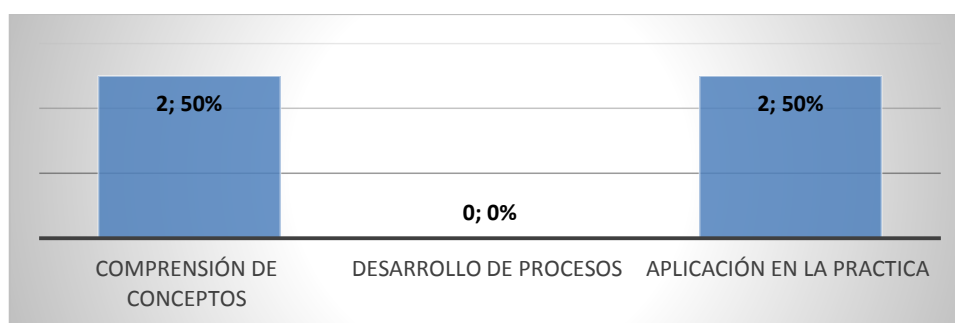 2; 50%
0; 0%
2; 50%
COMPRENSIÓN DE
CONCEPTOS
DESARROLLO DE PROCESOS
APLICACIÓN EN LA PRACTICA